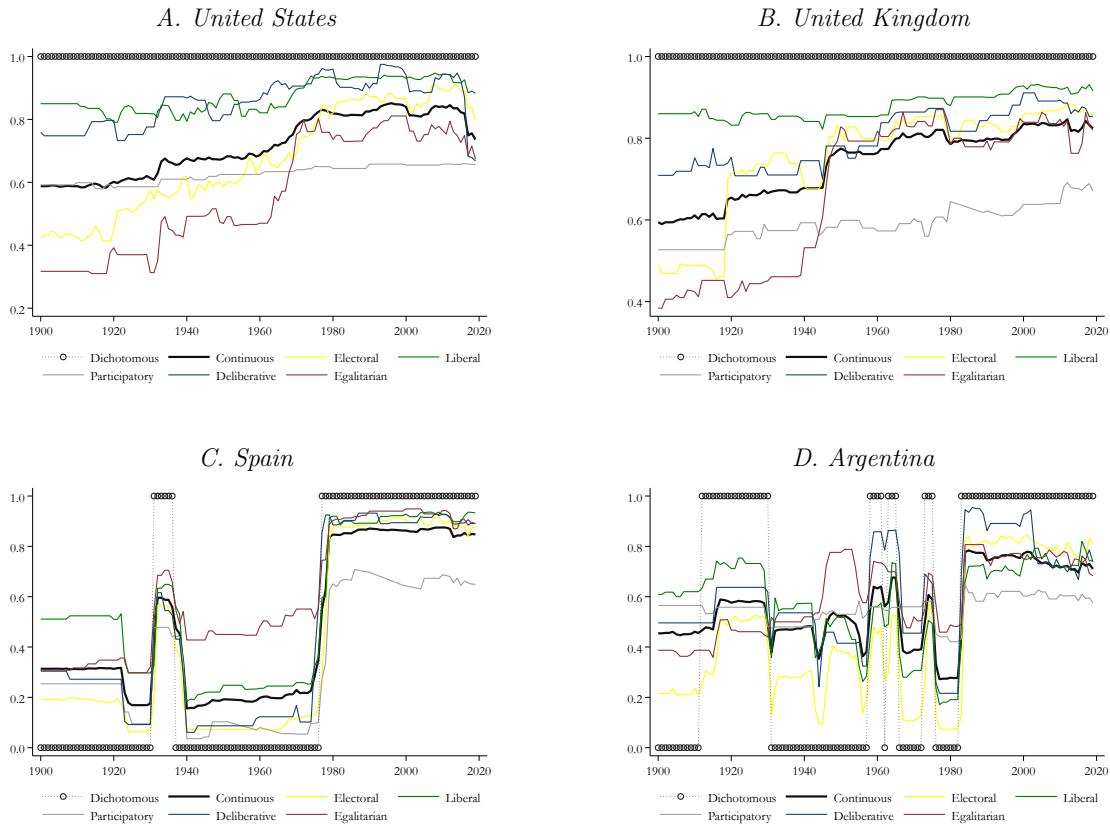 A. United States
1.0
0.8
0.6
0.4
0.2
1900 1920 1940 1960 1980 2000 2020
Dichotomous Continuous Electoral Liberal
Participatory Deliberative Egalitarian
B. United Kingdom
1.0
0.8
0.6
0.4
1900 1920 1940 1960 1980 2000 2020
Dichotomous Continuous Electoral Liberal
Participatory Deliberative Egalitarian
C. Spain
1.0
0.8
0.6
0.4
0.2
0.0
1900 1920 1940 1960 1980 2000 2020
Dichotomous Continuous Electoral Liberal
Participatory Deliberative Egalitarian
D. Argentina
1.0
0.8
0.6
0.4
0.2
0.0
1900 1920 1940 1960 1980 2000 2020
Dichotomous Continuous Electoral Liberal
Participatory Deliberative Egalitarian